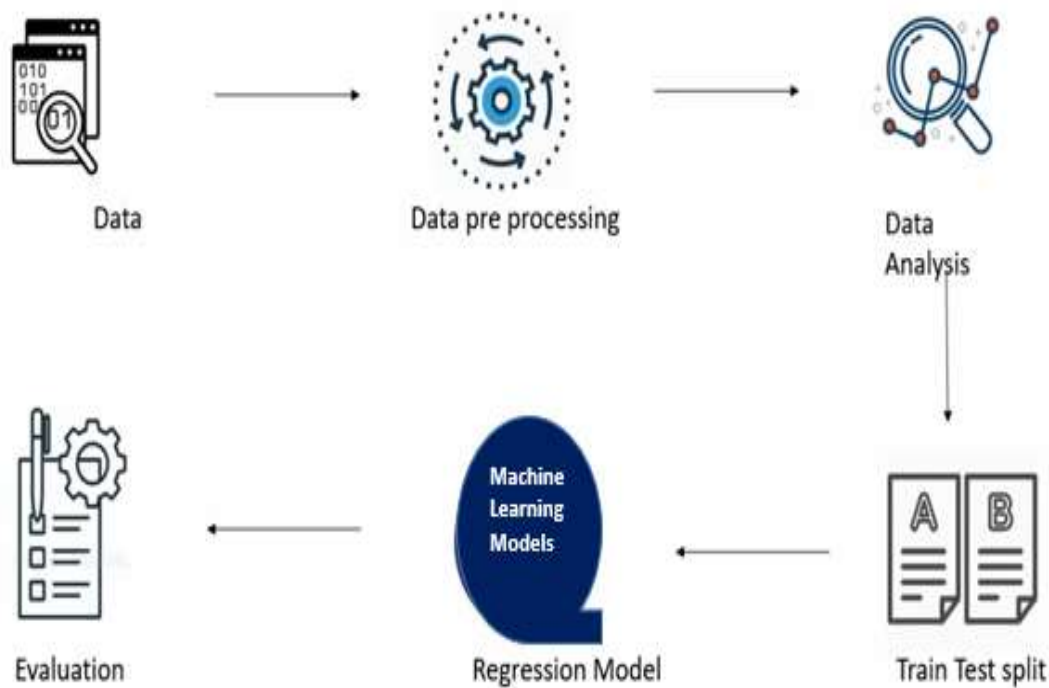 010
101
00
01
Data
Data pre processing
Data
Analysis
A
B
Machine
Learning
Models
Evaluation
Regression Model
Train Test split